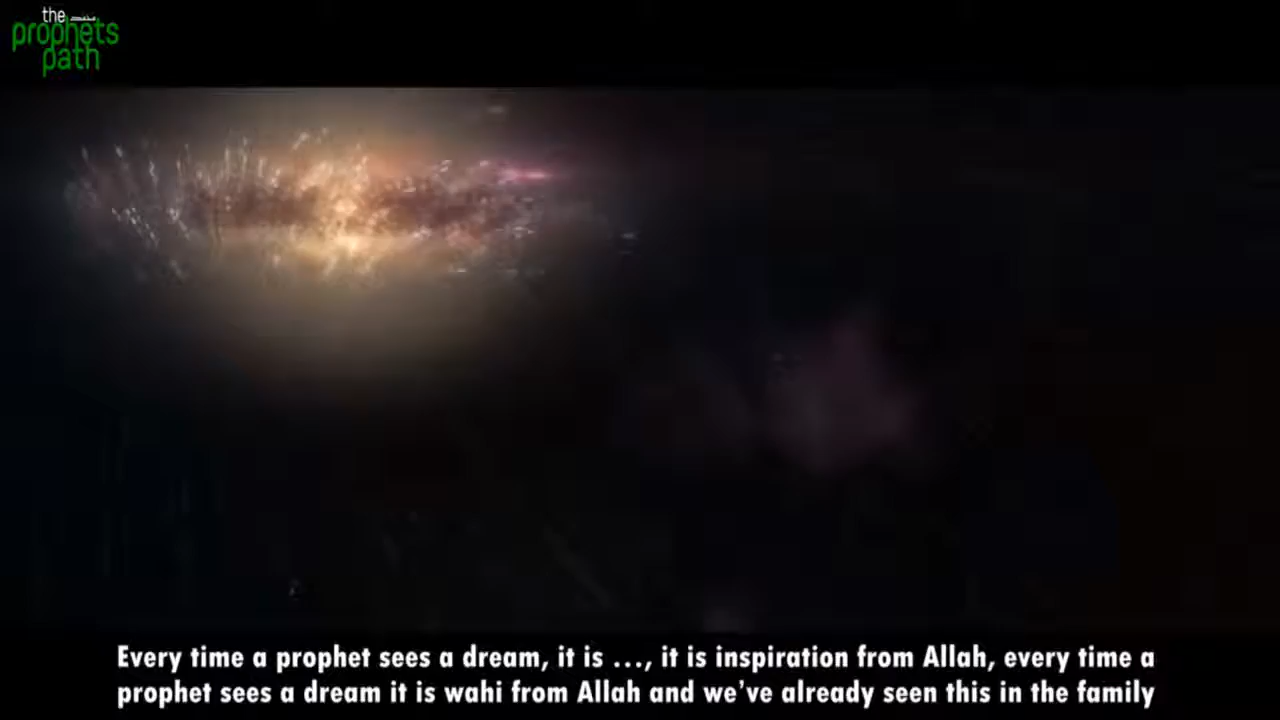 the
prophets
path
Every time a prophet sees a dream, it is ..., it is inspiration from Allah, every time a
prophet sees a dream it is wahi from Allah and we've already seen this in the family